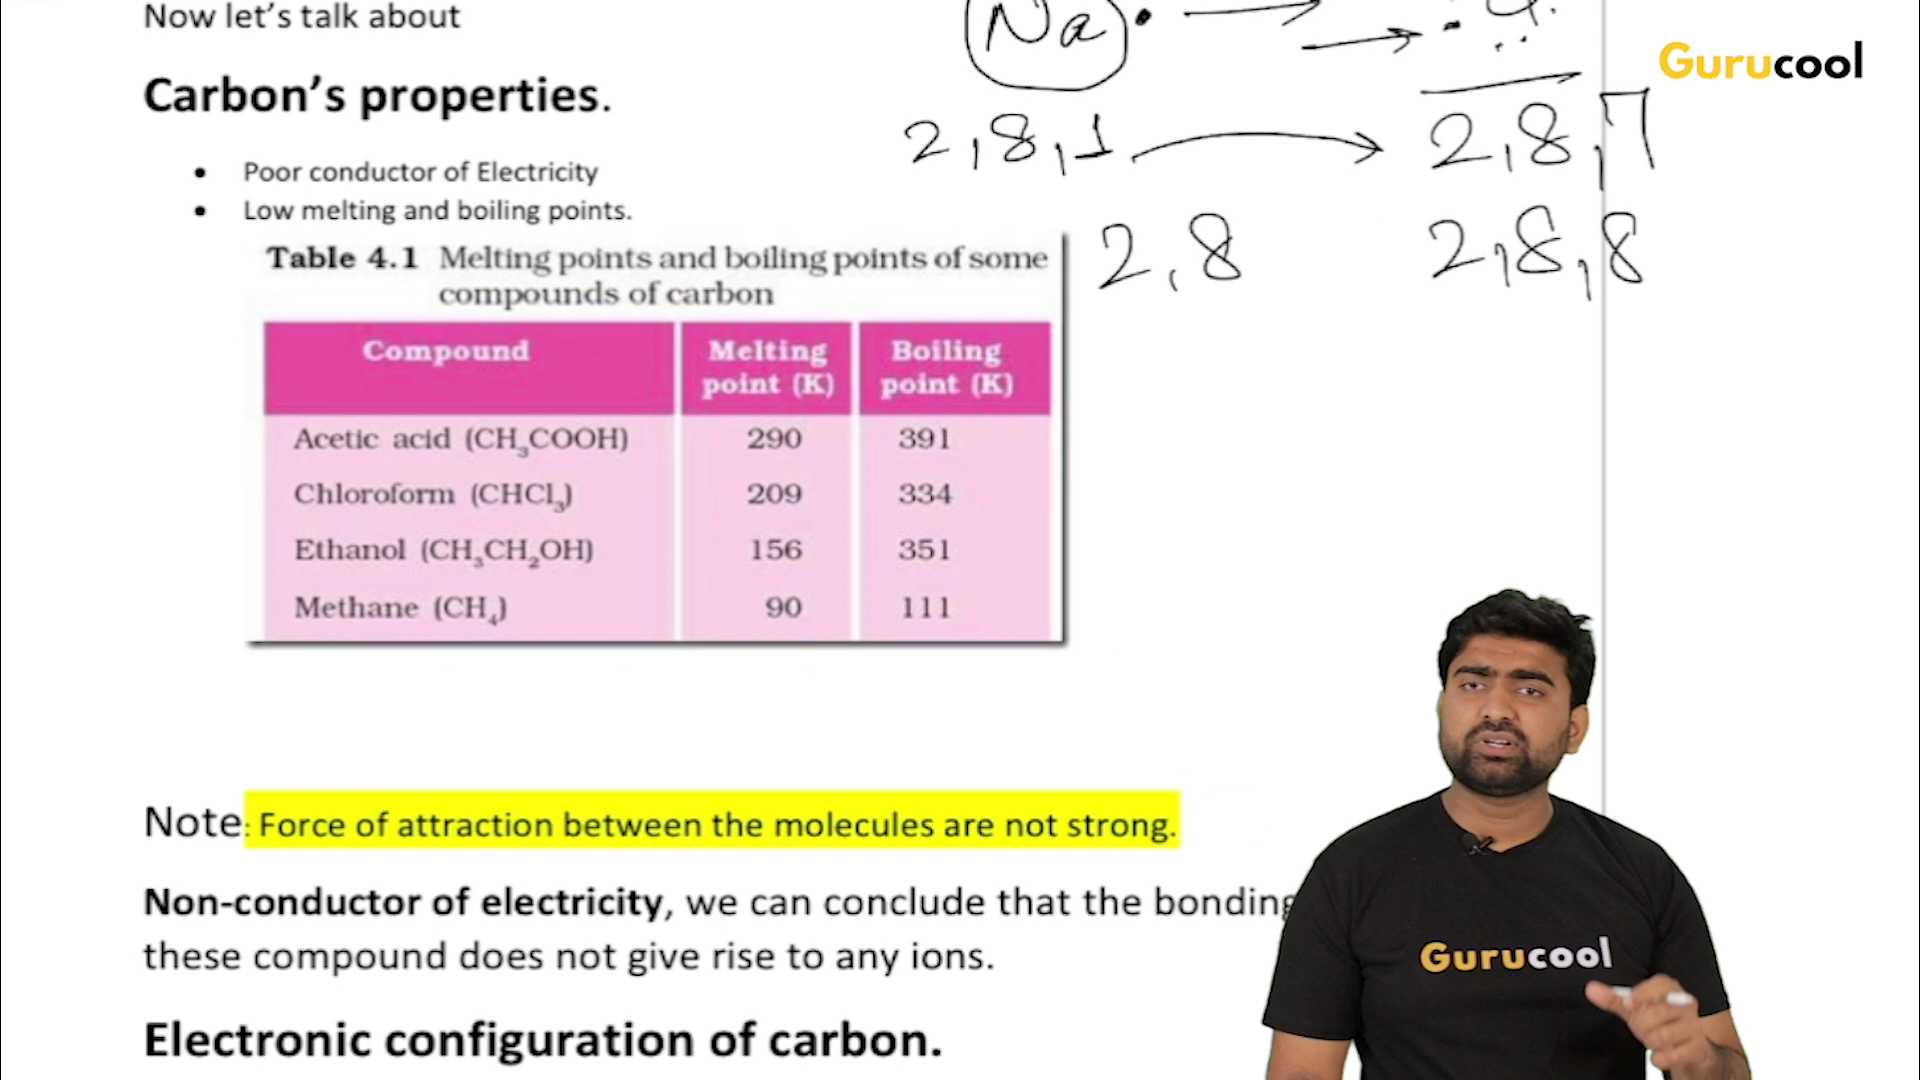 Now let's talk about
Na
Gurucool
Carbon's properties.
2,8,1
2,8,7
• Poor conductor of Electricity
• Low melting and boiling points.
2,8
2,8,8
Table 4.1 Melting points and boiling points of some
compounds of carbon
Compound Melting point (K) Boiling point (K)
Acetic acid (CH₃COOH) 290 391
Chloroform (CHCl₃) 209 334
Ethanol (CH₃CH₂OH) 156 351
Methane (CH₄) 90 111
Note: Force of attraction between the molecules are not strong.
Non-conductor of electricity, we can conclude that the bonding
these compound does not give rise to any ions.
Gurucool
Electronic configuration of carbon.